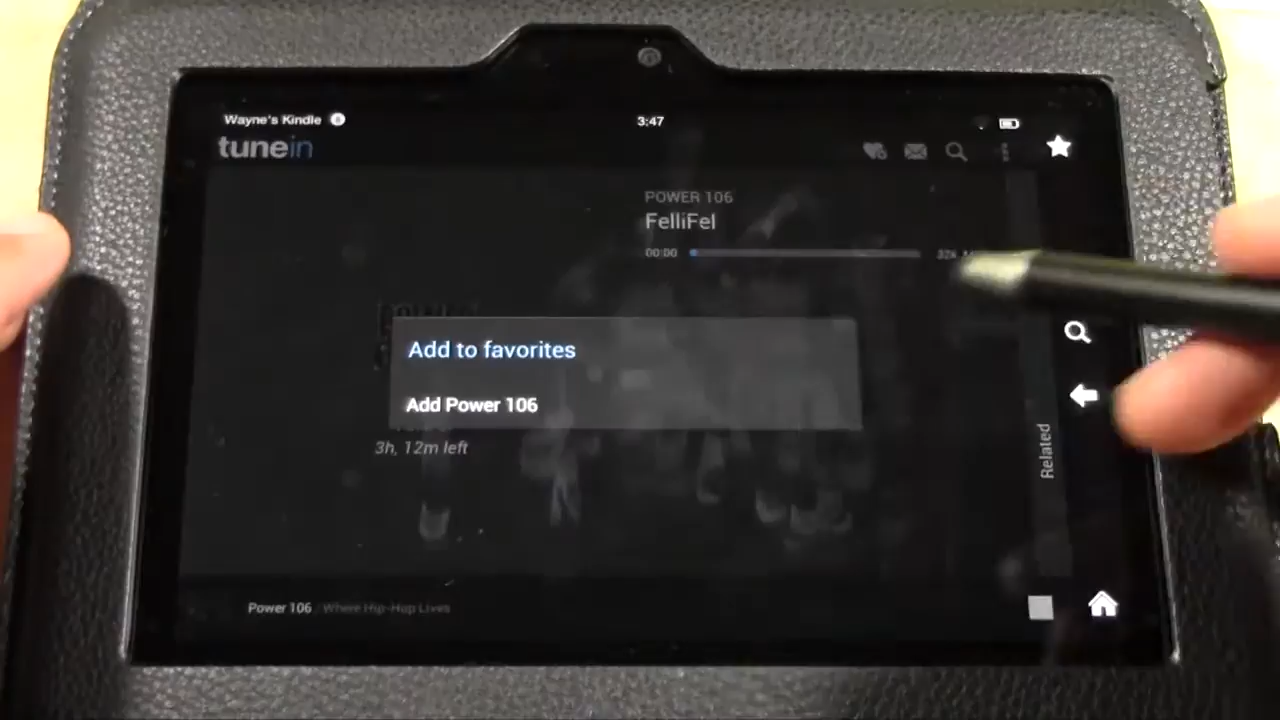 Wayne's Kindle 3:47
tunein
POWER 106
FelliFel
00:00
Add to favorites
Add Power 106
3h, 12m left
Related
Power 106 Where Hip-Hop Lives